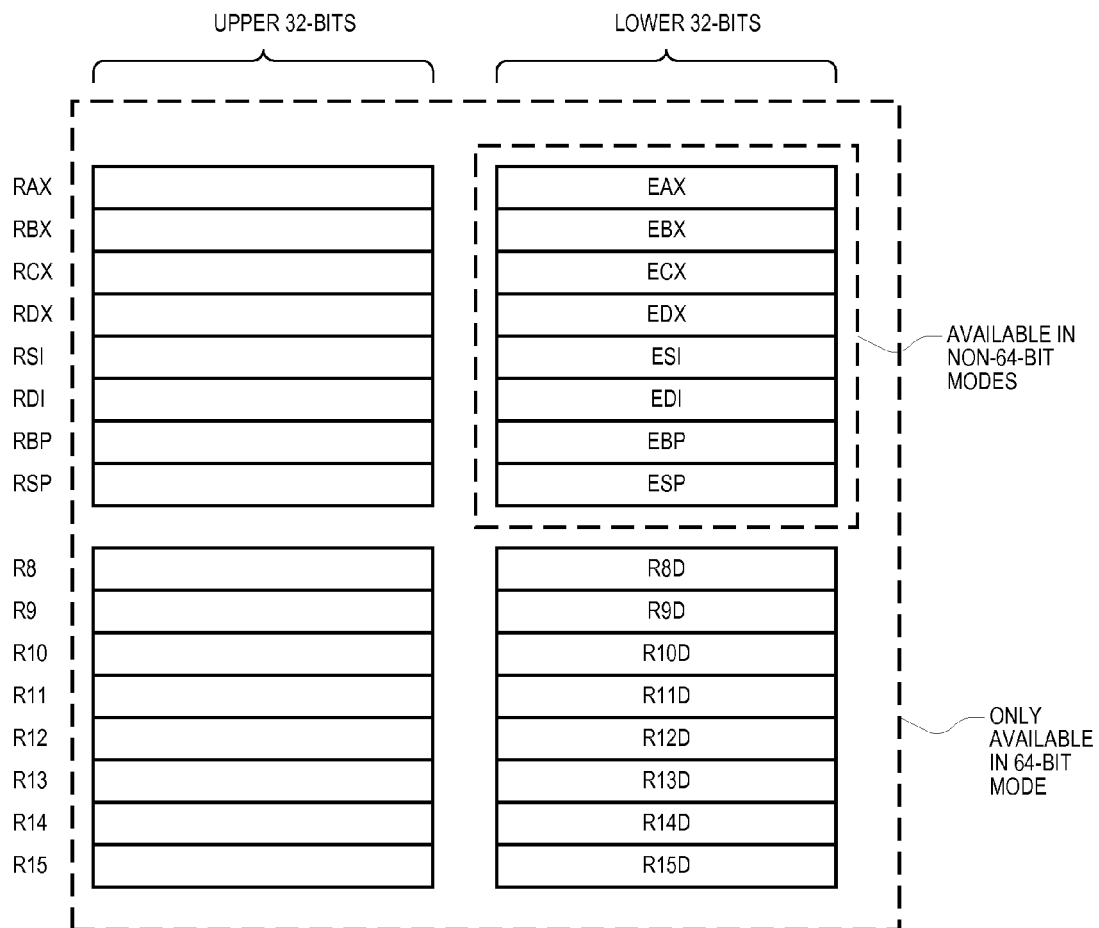 UPPER 32-BITS
LOWER 32-BITS
RAX
EAX
RBX
EBX
RCX
ECX
RDX
EDX
RSI
ESI
RDI
EDI
RBP
EBP
RSP
ESP
AVAILABLE IN
NON-64-BIT
MODES
R8
R8D
R9
R9D
R10
R10D
R11
R11D
R12
R12D
R13
R13D
R14
R14D
R15
R15D
ONLY
AVAILABLE
IN 64-BIT
MODE